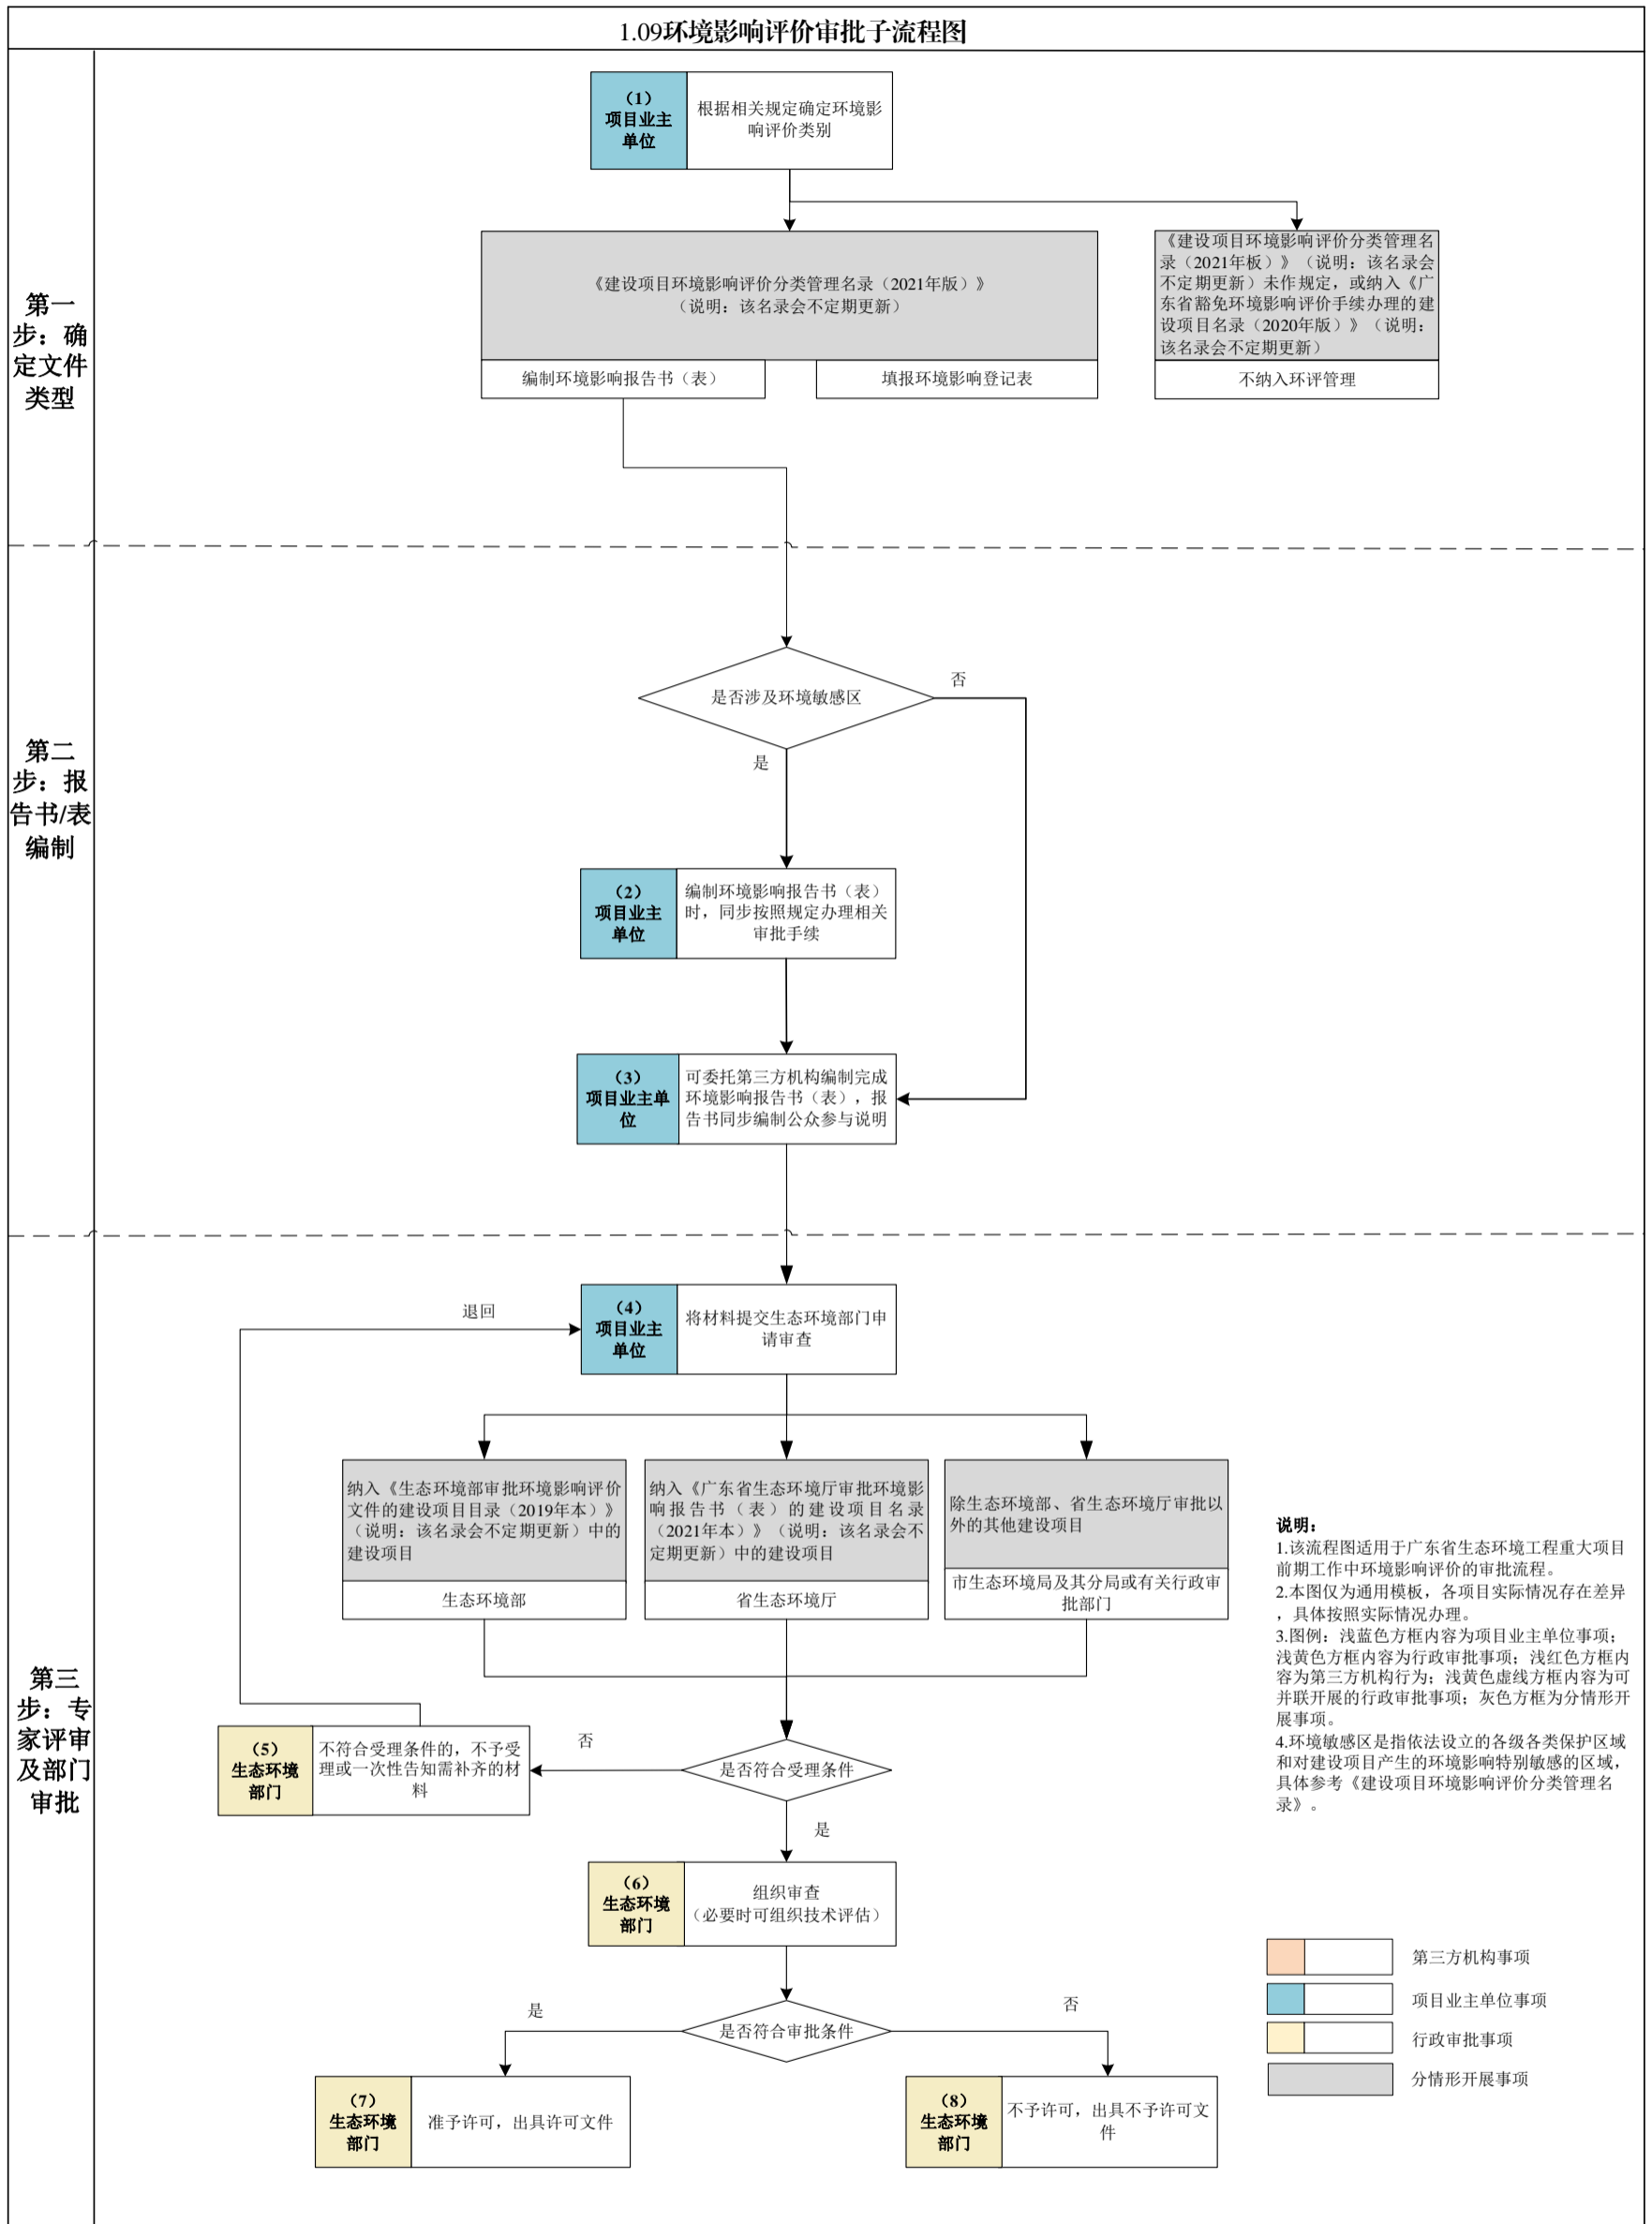 1.09环境影响评价审批子流程图
第一
步：确
定文件
类型
（1）
项目业主
单位
根据相关规定确定环境影
响评价类别
《建设项目环境影响评价分类管理名录（2021年版）》
（说明：该名录会不定期更新）
编制环境影响报告书（表）
填报环境影响登记表
《建设项目环境影响评价分类管理名
录（2021年板）》（说明：该名录会
不定期更新）未作规定，或纳入《广
东省豁免环境影响评价手续办理的建
设项目名录（2020年版）》（说明：
该名录会不定期更新）
不纳入环评管理
第二
步：报
告书/表
编制
是否涉及环境敏感区
否
是
（2）
项目业主
单位
编制环境影响报告书（表）
时，同步按照规定办理相关
审批手续
（3）
项目业主单
位
可委托第三方机构编制完成
环境影响报告书（表），报
告书同步编制公众参与说明
第三
步：专
家评审
及部门
审批
退回
（4）
项目业主
单位
将材料提交生态环境部门申
请审查
纳入《生态环境部审批环境影响评价
文件的建设项目目录（2019年本）》
（说明：该名录会不定期更新）中的
建设项目
生态环境部
纳入《广东省生态环境厅审批环境影
响报告书（表）的建设项目名录
（2021年本）》（说明：该名录会不
定期更新）中的建设项目
省生态环境厅
除生态环境部、省生态环境厅审批以
外的其他建设项目
市生态环境局及其分局或有关行政审
批部门
（5）
生态环境
部门
不符合受理条件的，不予受
理或一次性告知需补齐的材
料
否
是否符合受理条件
是
（6）
生态环境
部门
组织审查
（必要时可组织技术评估）
是
是否符合审批条件
否
（7）
生态环境
部门
准予许可，出具许可文件
（8）
生态环境
部门
不予许可，出具不予许可文
件
说明：
1.该流程图适用于广东省生态环境工程重大项目
前期工作中环境影响评价的审批流程。
2.本图仅为通用模板，各项目实际情况存在差异
，具体按照实际情况办理。
3.图例：浅蓝色方框内容为项目业主单位事项；
浅黄色方框内容为行政审批事项；浅红色方框内
容为第三方机构行为；浅黄色虚线方框内容为可
并联开展的行政审批事项；灰色方框为分情形开
展事项。
4.环境敏感区是指依法设立的各级各类保护区域
和对建设项目产生的环境影响特别敏感的区域，
具体参考《建设项目环境影响评价分类管理名
录》。
第三方机构事项
项目业主单位事项
行政审批事项
分情形开展事项